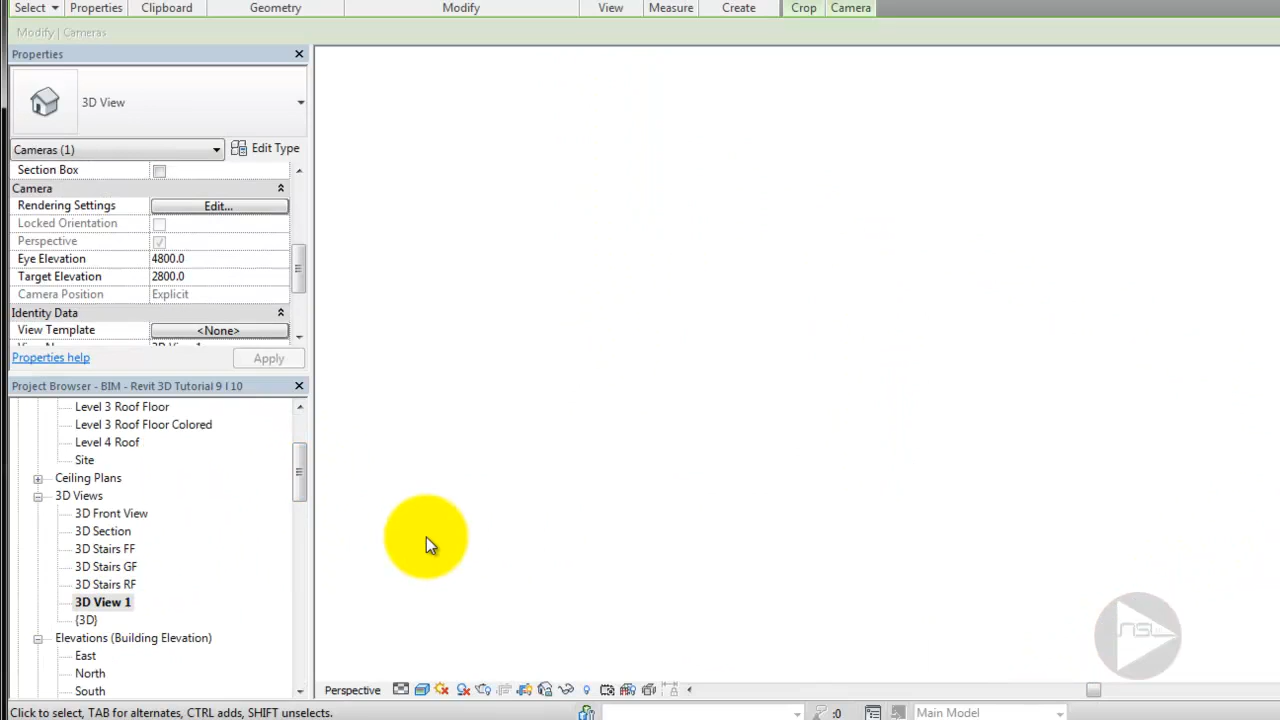 Select Properties Clipboard Geometry Modify View Measure Create Crop Camera
Modify | Cameras
Properties
3D View
Cameras (1) Edit Type
Section Box
Camera
Rendering Settings Edit...
Locked Orientation
Perspective
Eye Elevation 4800.0
Target Elevation 2800.0
Camera Position Explicit
Identity Data
View Template <None>
Properties help Apply
Project Browser - BIM - Revit 3D Tutorial 9 I 10
Level 3 Roof Floor
Level 3 Roof Floor Colored
Level 4 Roof
Site
Ceiling Plans
3D Views
3D Front View
3D Section
3D Stairs FF
3D Stairs GF
3D Stairs RF
3D View 1
{3D}
Elevations (Building Elevation)
East
North
South
Perspective
Click to select, TAB for alternates, CTRL adds, SHIFT unselects. :0 Main Model